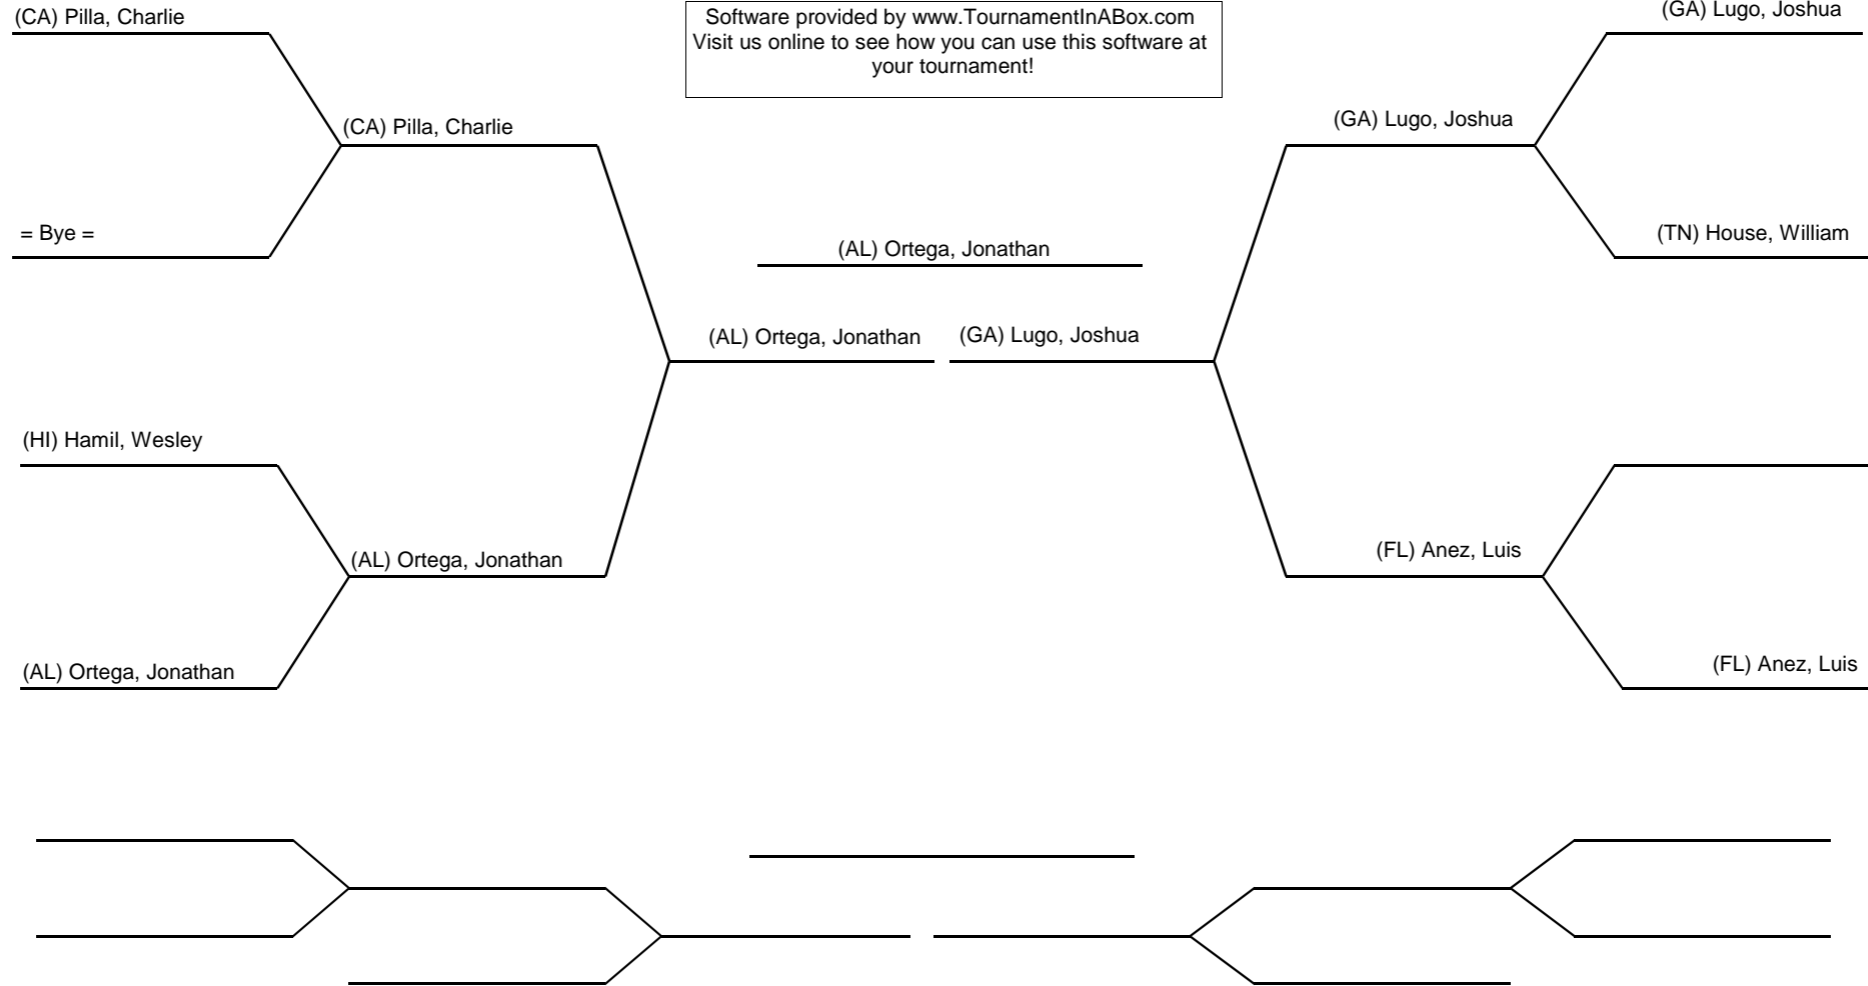 (CA) Pilla, Charlie
Software provided by www.TournamentInABox.com
Visit us online to see how you can use this software at
your tournament!
(GA) Lugo, Joshua
(CA) Pilla, Charlie
(GA) Lugo, Joshua
= Bye =
(TN) House, William
(AL) Ortega, Jonathan
(AL) Ortega, Jonathan
(GA) Lugo, Joshua
(HI) Hamil, Wesley
(AL) Ortega, Jonathan
(FL) Anez, Luis
(AL) Ortega, Jonathan
(FL) Anez, Luis